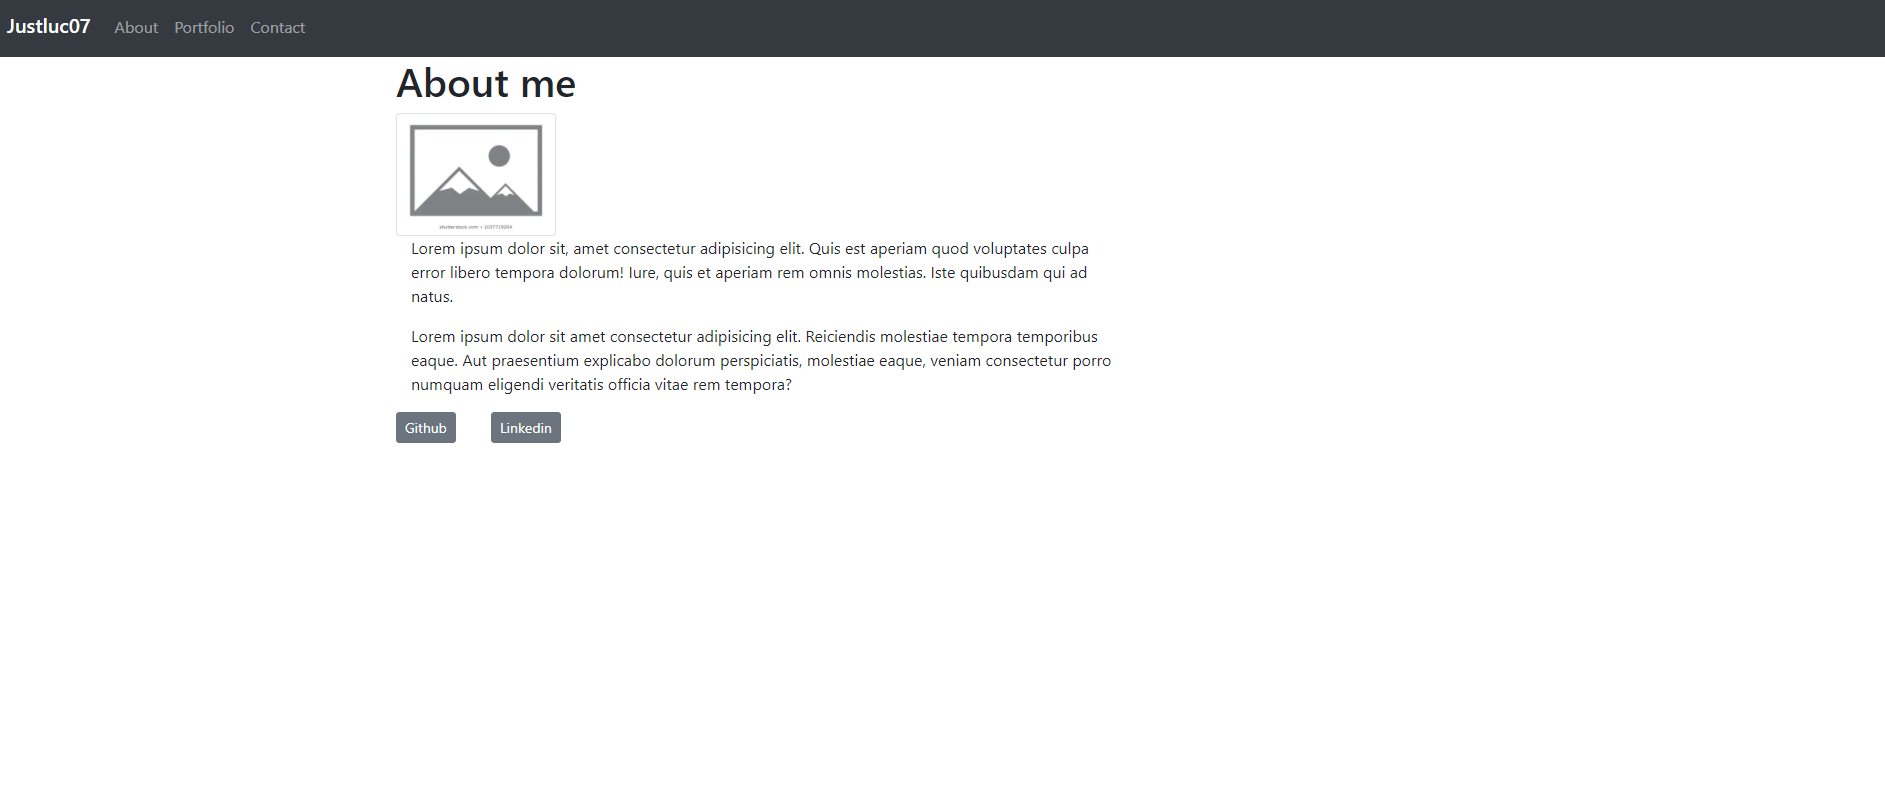 Justluc07 About Portfolio Contact
About me
shutterstock.com • 1037719204
Lorem ipsum dolor sit, amet consectetur adipisicing elit. Quis est aperiam quod voluptates culpa
error libero tempora dolorum! Iure, quis et aperiam rem omnis molestias. Iste quibusdam qui ad
natus.
Lorem ipsum dolor sit amet consectetur adipisicing elit. Reiciendis molestiae tempora temporibus
eaque. Aut praesentium explicabo dolorum perspiciatis, molestiae eaque, veniam consectetur porro
numquam eligendi veritatis officia vitae rem tempora?
Github Linkedin